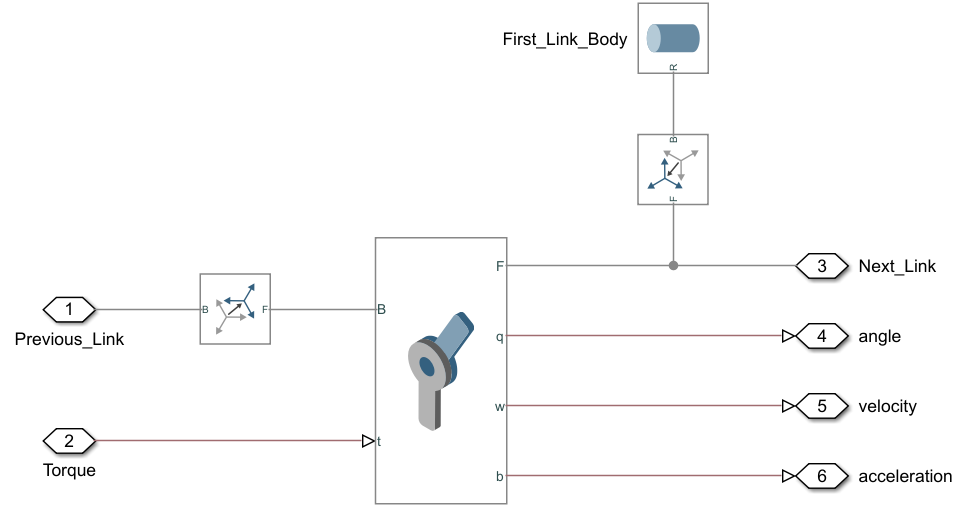 First_Link_Body
R
B
F
F
3
Next_Link
1
B
F
B
Previous_Link
q
4
angle
w
5
velocity
2
t
Torque
b
6
acceleration